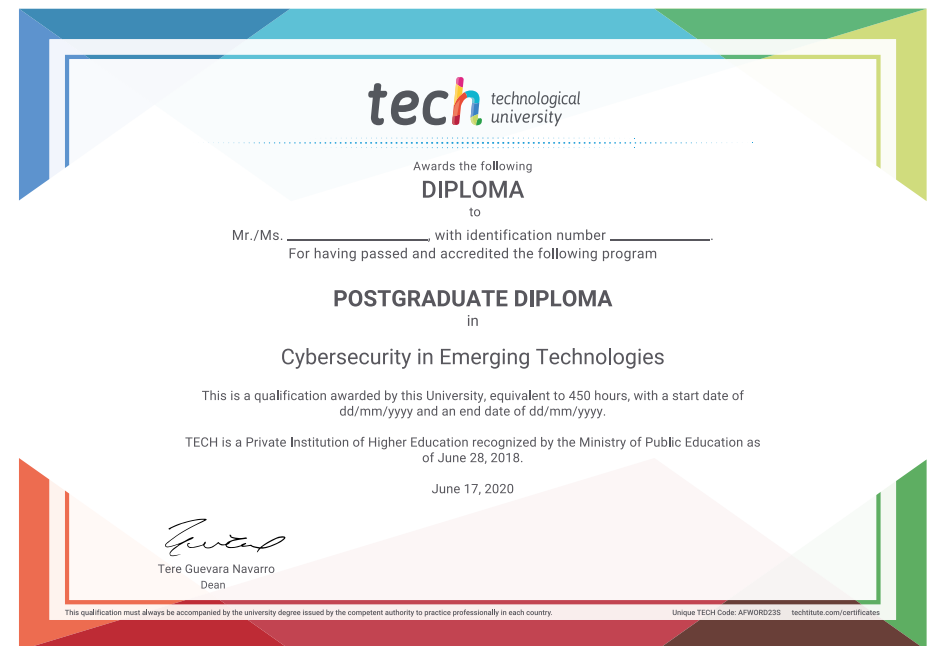 tech technological
university
Awards the following
DIPLOMA
to
Mr./Ms. ________________, with identification number ____________.
For having passed and accredited the following program
POSTGRADUATE DIPLOMA
in
Cybersecurity in Emerging Technologies
This is a qualification awarded by this University, equivalent to 450 hours, with a start date of
dd/mm/yyyy and an end date of dd/mm/yyyy.
TECH is a Private Institution of Higher Education recognized by the Ministry of Public Education as
of June 28, 2018.
June 17, 2020
Tere Guevara Navarro
Dean
This qualification must always be accompanied by the university degree issued by the competent authority to practice professionally in each country. Unique TECH Code: AFWORD23S techtitute.com/certificates